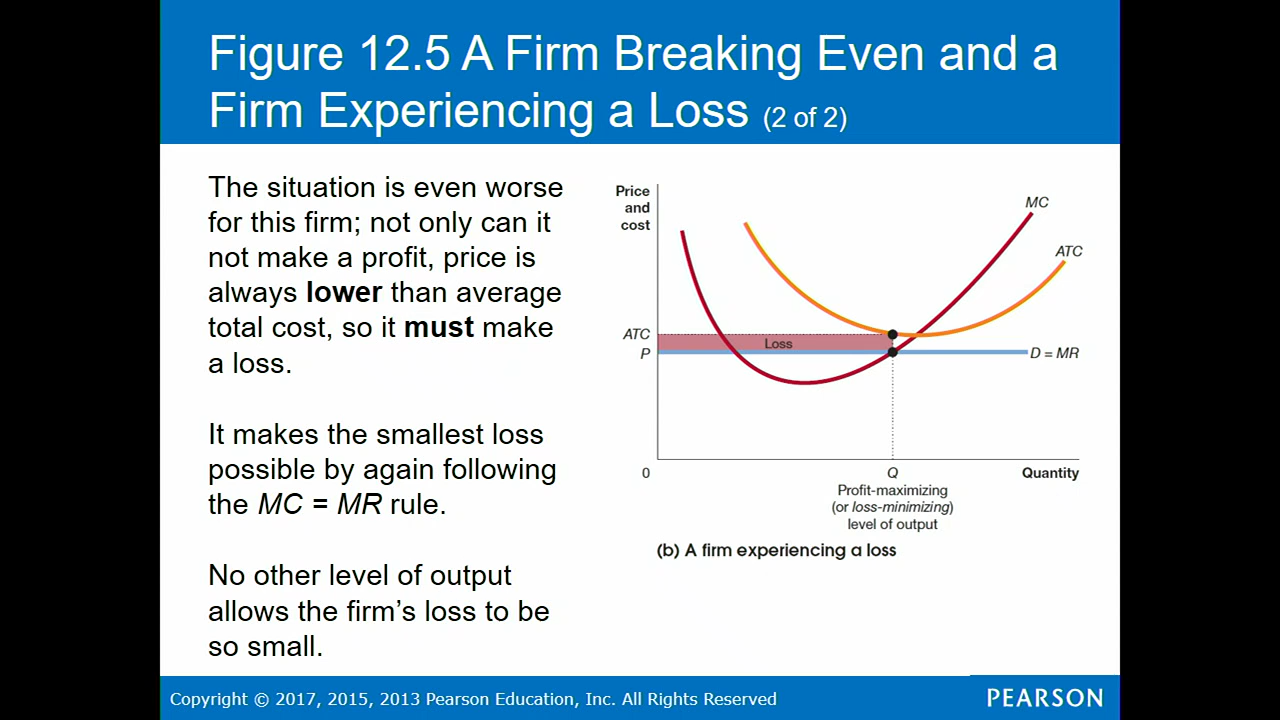 Figure 12.5 A Firm Breaking Even and a
Firm Experiencing a Loss (2 of 2)
The situation is even worse
for this firm; not only can it
not make a profit, price is
always lower than average
total cost, so it must make
a loss.
It makes the smallest loss
possible by again following
the MC = MR rule.
No other level of output
allows the firm's loss to be
so small.
Price
and
cost
MC
ATC
ATC
Loss
P
D = MR
0
Q
Quantity
Profit-maximizing
(or loss-minimizing)
level of output
(b) A firm experiencing a loss
Copyright © 2017, 2015, 2013 Pearson Education, Inc. All Rights Reserved
PEARSON